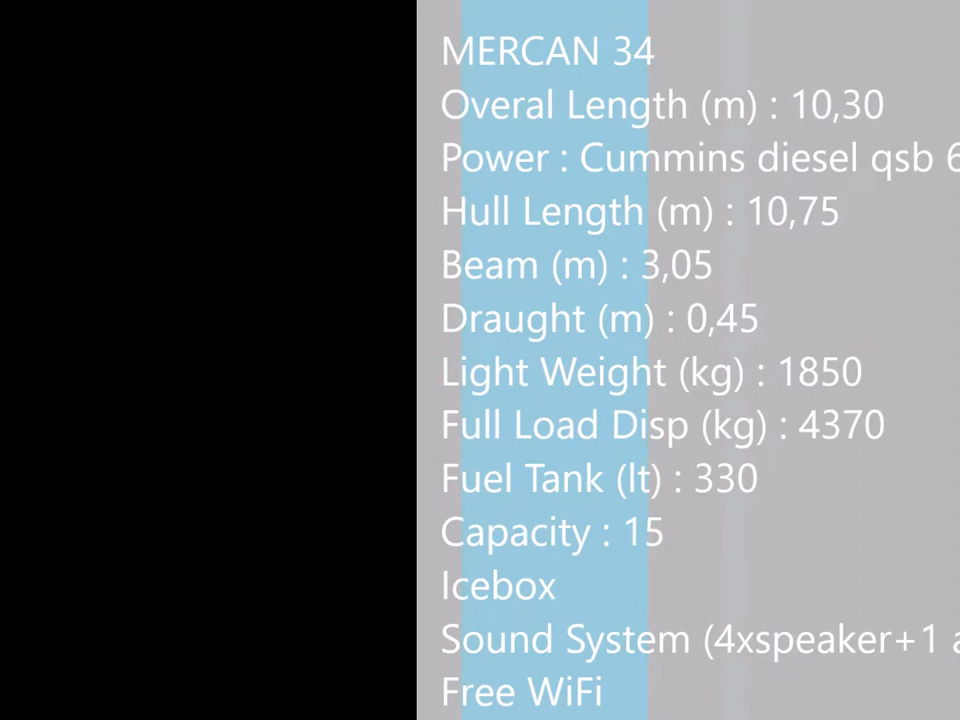 MERCAN 34
Overal Length (m) : 10,30
Power : Cummins diesel qsb 6
Hull Length (m) : 10,75
Beam (m) : 3,05
Draught (m) : 0,45
Light Weight (kg) : 1850
Full Load Disp (kg) : 4370
Fuel Tank (lt) : 330
Capacity : 15
Icebox
Sound System (4xspeaker+1 a
Free WiFi